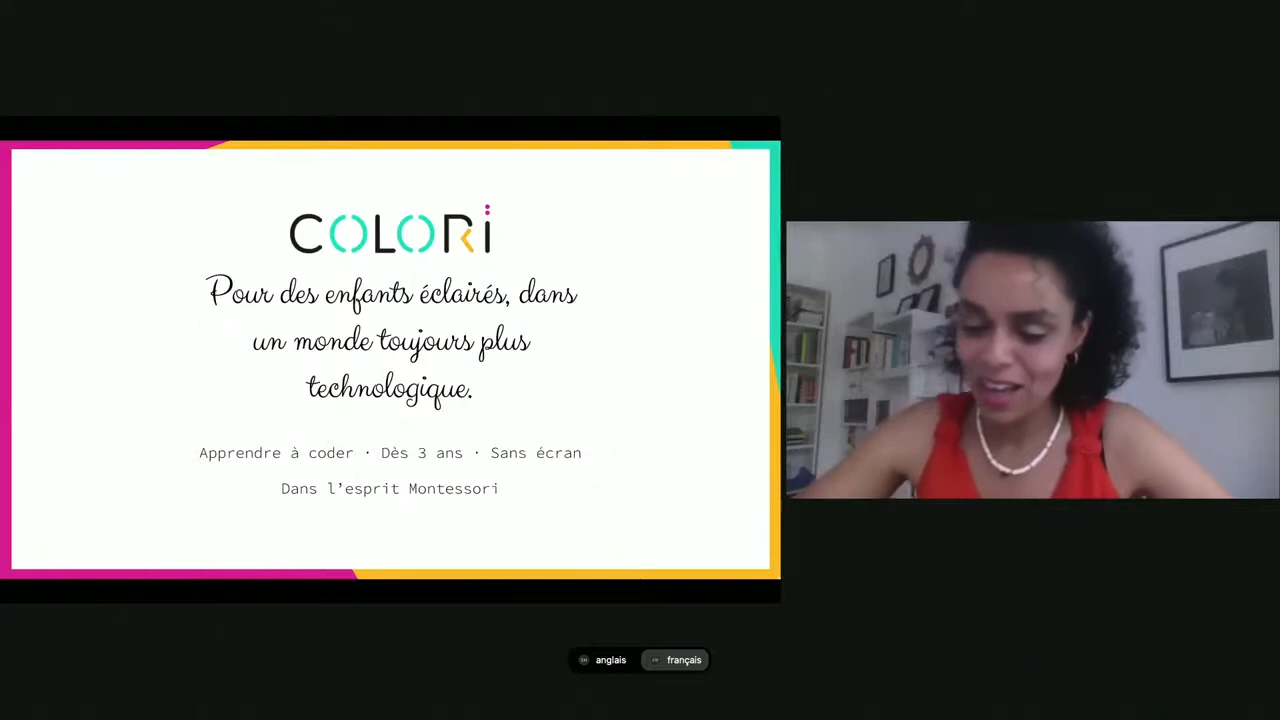 COLORi
Pour des enfants éclairés, dans
un monde toujours plus
technologique.
Apprendre à coder · Dès 3 ans · Sans écran
Dans l’esprit Montessori
anglais
français